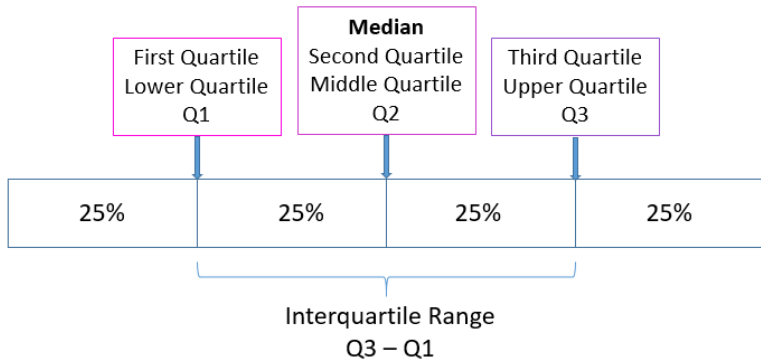 First Quartile
Lower Quartile
Q1
Median
Second Quartile
Middle Quartile
Q2
Third Quartile
Upper Quartile
Q3
25%
25%
25%
25%
Interquartile Range
Q3 – Q1